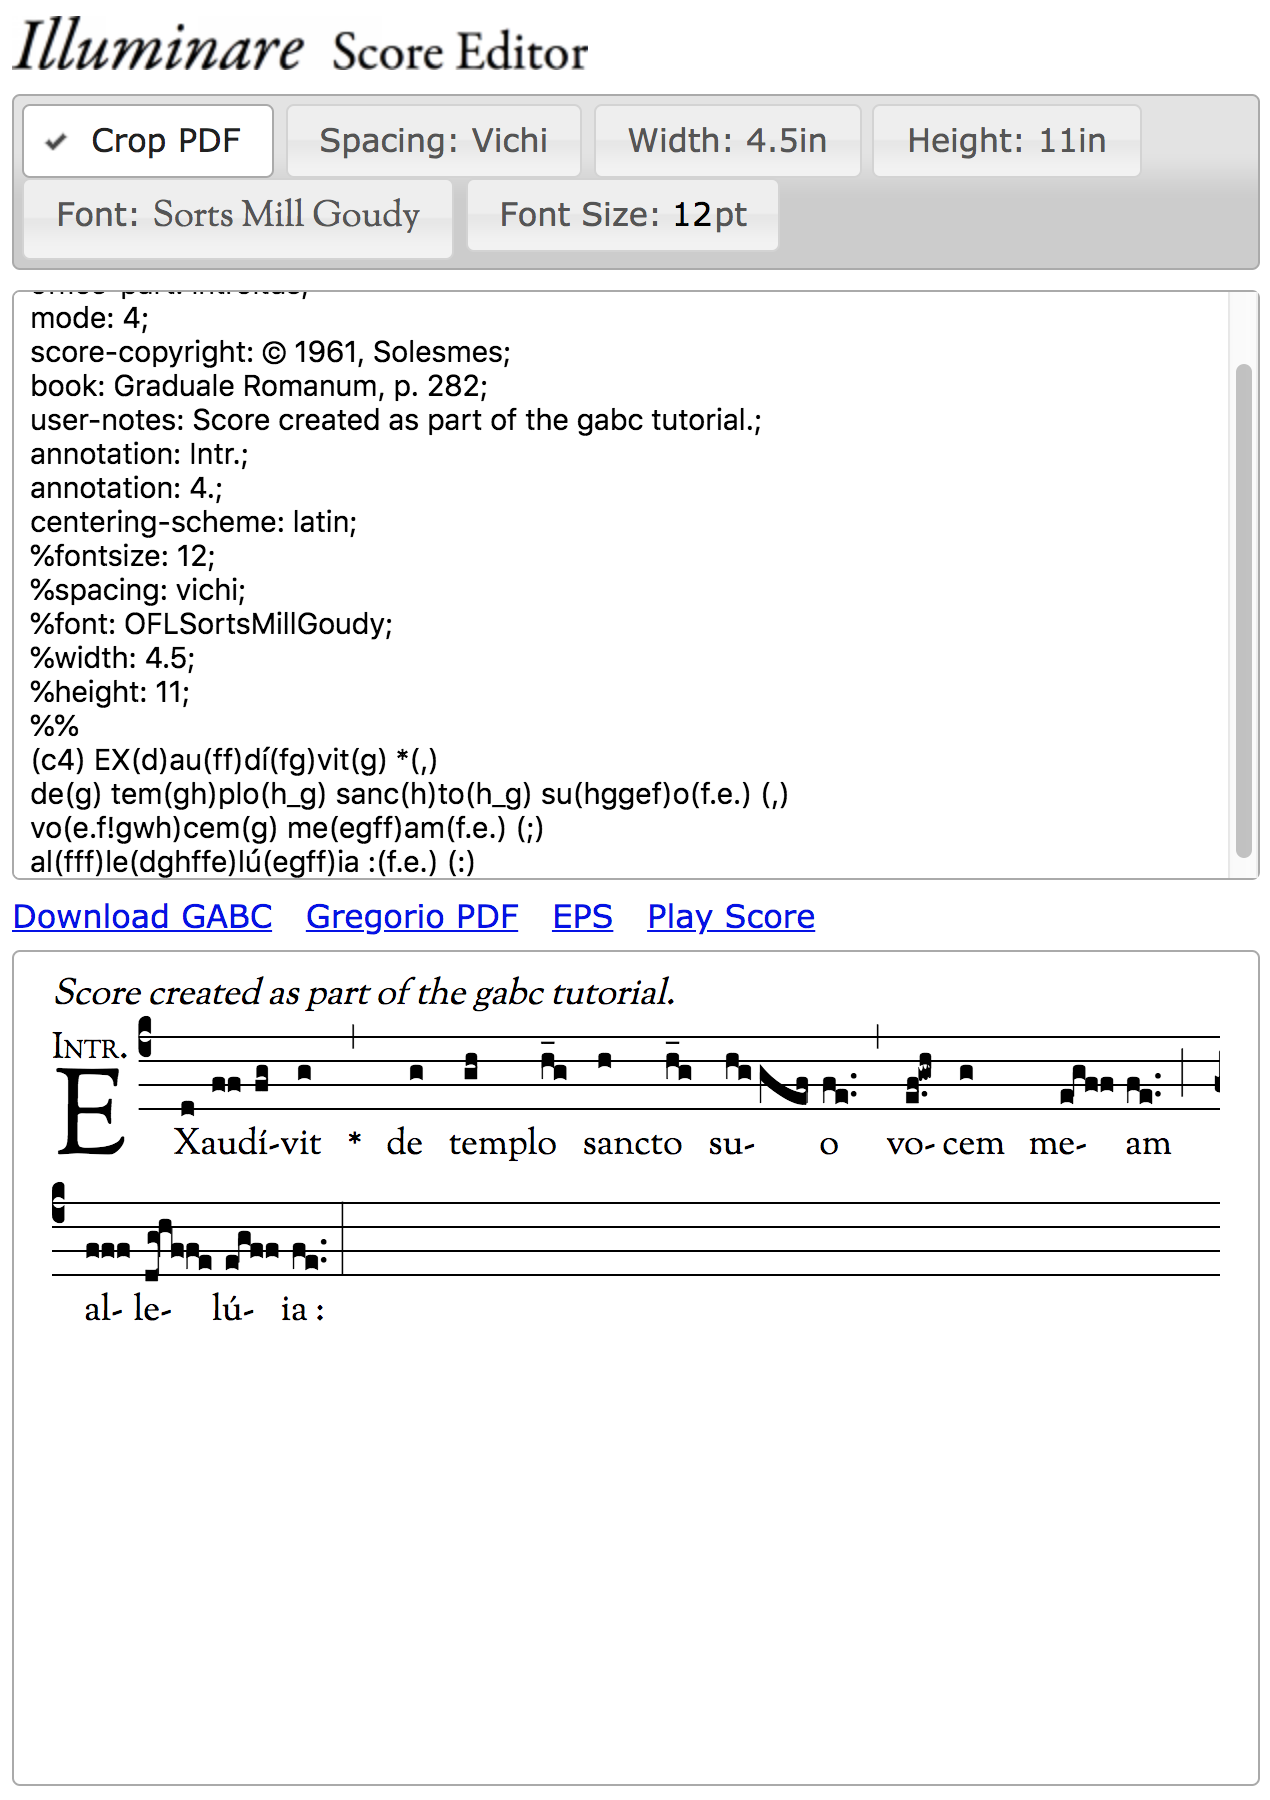 Illuminare Score Editor
✓ Crop PDF Spacing: Vichi Width: 4.5in Height: 11in
Font: Sorts Mill Goudy Font Size: 12pt
mode: 4;
score-copyright: © 1961, Solesmes;
book: Graduale Romanum, p. 282;
user-notes: Score created as part of the gabc tutorial.;
annotation: Intr.;
annotation: 4.;
centering-scheme: latin;
%fontsize: 12;
%spacing: vichi;
%font: OFLSortsMillGoudy;
%width: 4.5;
%height: 11;
%%
(c4) EX(d)au(ff)dí(fg)vit(g) *(,)
de(g) tem(gh)plo(h_g) sanc(h)to(h_g) su(hggef)o(f.e.) (,)
vo(e.f!gwh)cem(g) me(egff)am(f.e.) (;)
al(fff)le(dghffe)lú(egff)ia :(f.e.) (:)
Download GABC Gregorio PDF EPS Play Score
Score created as part of the gabc tutorial.
Intr.
EXaudí-vit * de templo sancto su- o vo- cem me- am
al- le- lú- ia :